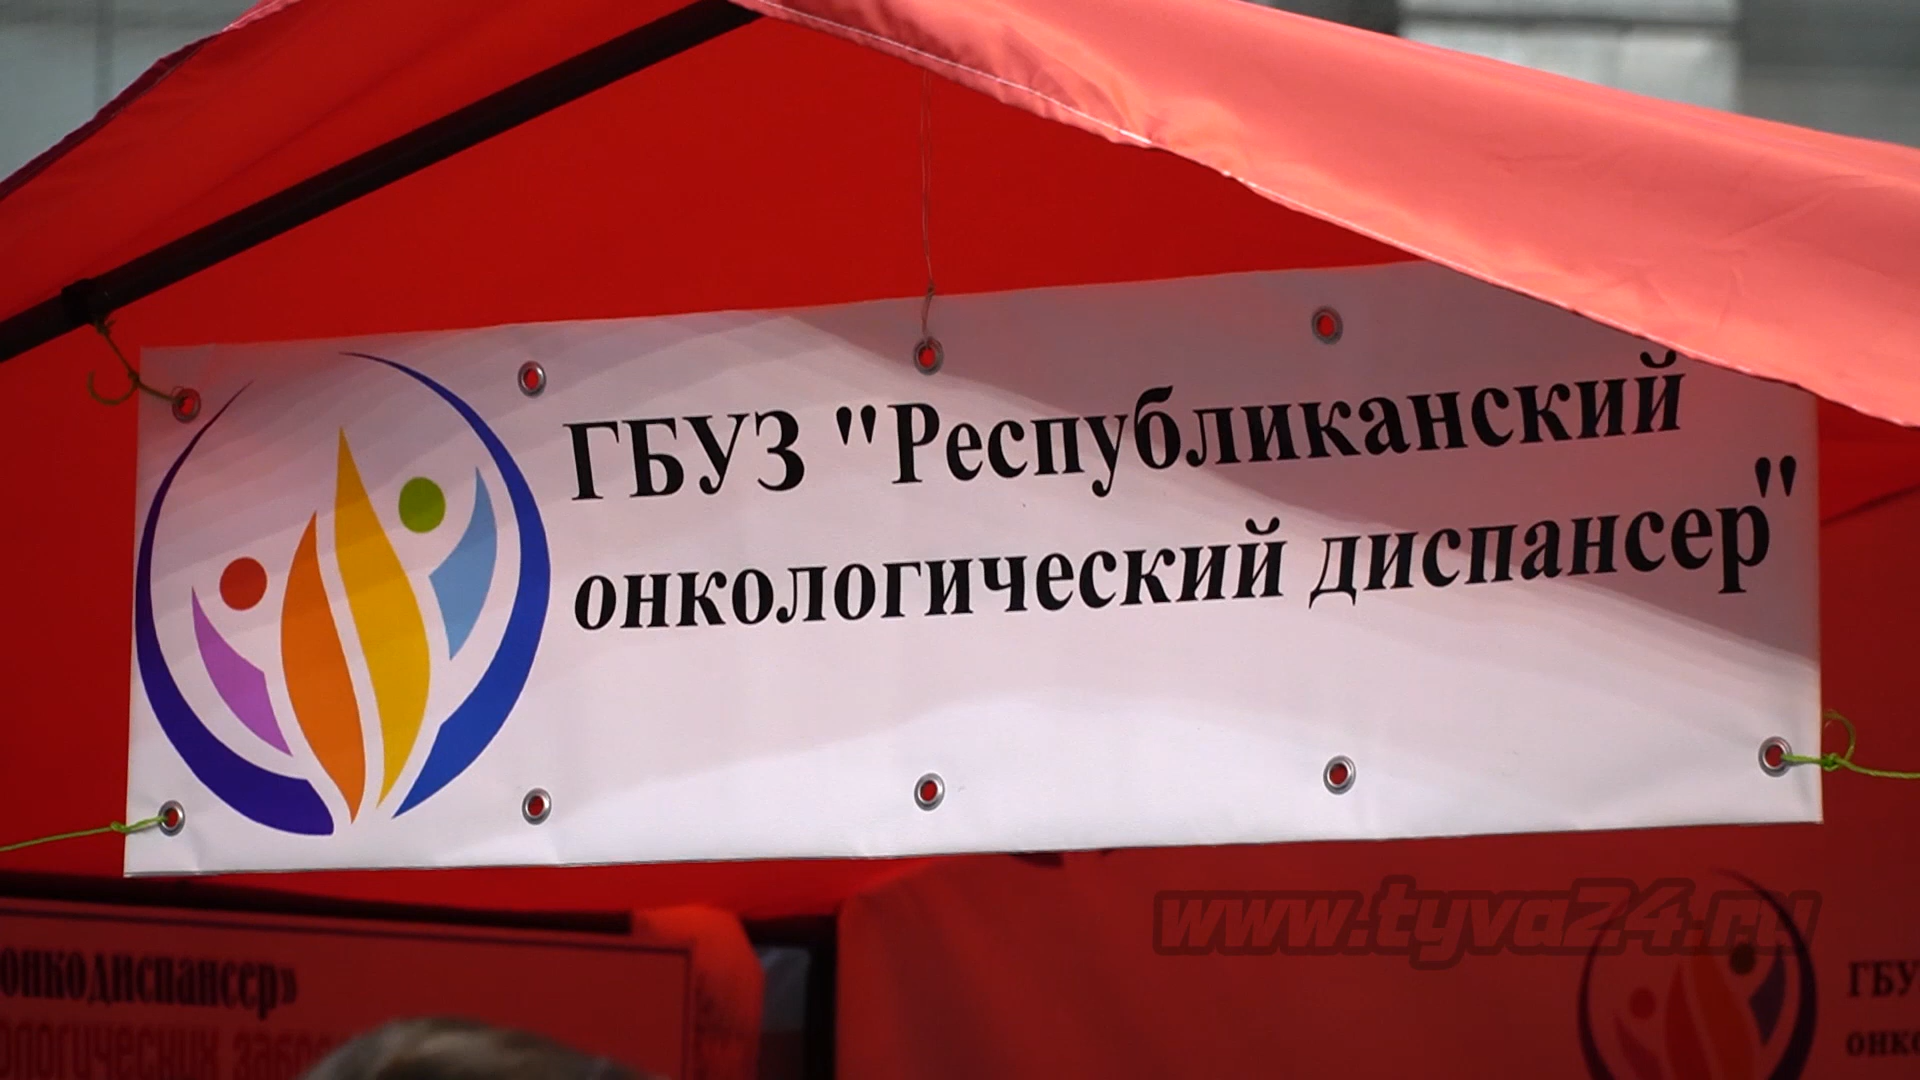 ГБУЗ "Республиканский
онкологический диспансер"
www.tyva24.ru
онкодиспансер»
ГБУ
онко